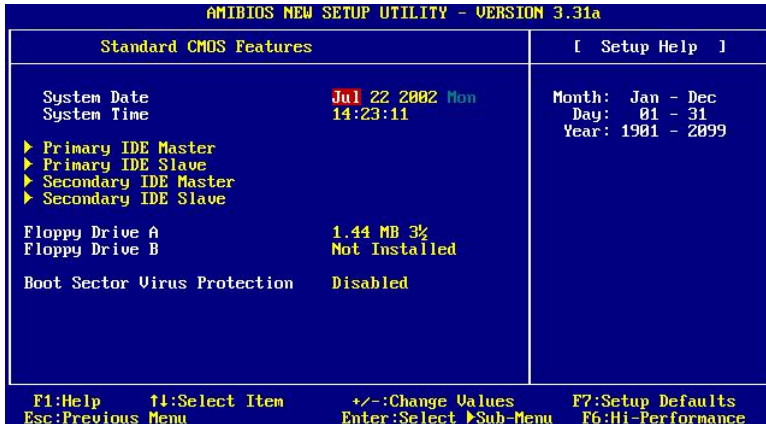 AMIBIOS NEW SETUP UTILITY - VERSION 3.31a
Standard CMOS Features
[ Setup Help ]
System Date Jul 22 2002 Mon
System Time 14:23:11
Month: Jan - Dec
Day: 01 - 31
Year: 1901 - 2099
Primary IDE Master
Primary IDE Slave
Secondary IDE Master
Secondary IDE Slave
Floppy Drive A 1.44 MB 3½
Floppy Drive B Not Installed
Boot Sector Virus Protection Disabled
F1:Help ↑↓:Select Item +/-:Change Values F7:Setup Defaults
Esc:Previous Menu Enter:Select ▶Sub-Menu F6:Hi-Performance